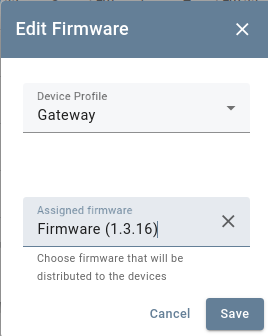 Edit Firmware
Device Profile
Gateway
Assigned firmware
Firmware (1.3.16)
Choose firmware that will be
distributed to the devices
Cancel
Save